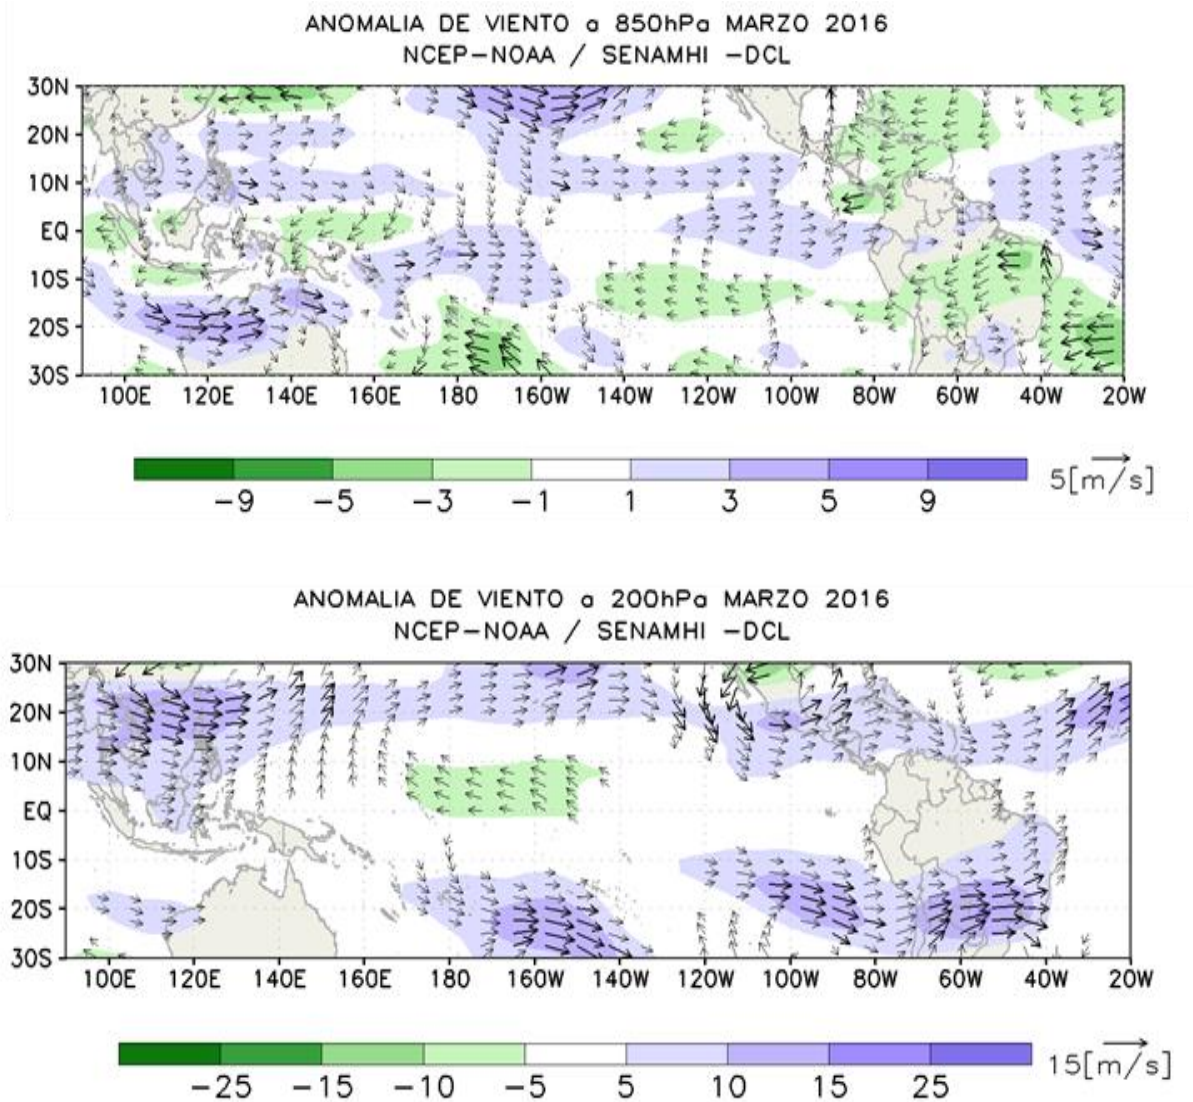 ANOMALIA DE VIENTO a 850hPa MARZO 2016
NCEP-NOAA / SENAMHI -DCL
30N
20N
10N
EQ
10S
20S
30S
100E 120E 140E 160E 180 160W 140W 120W 100W 80W 60W 40W 20W
-9 -5 -3 -1 1 3 5 9
5[m/s]
ANOMALIA DE VIENTO a 200hPa MARZO 2016
NCEP-NOAA / SENAMHI -DCL
30N
20N
10N
EQ
10S
20S
30S
100E 120E 140E 160E 180 160W 140W 120W 100W 80W 60W 40W 20W
-25 -15 -10 -5 5 10 15 25
15[m/s]